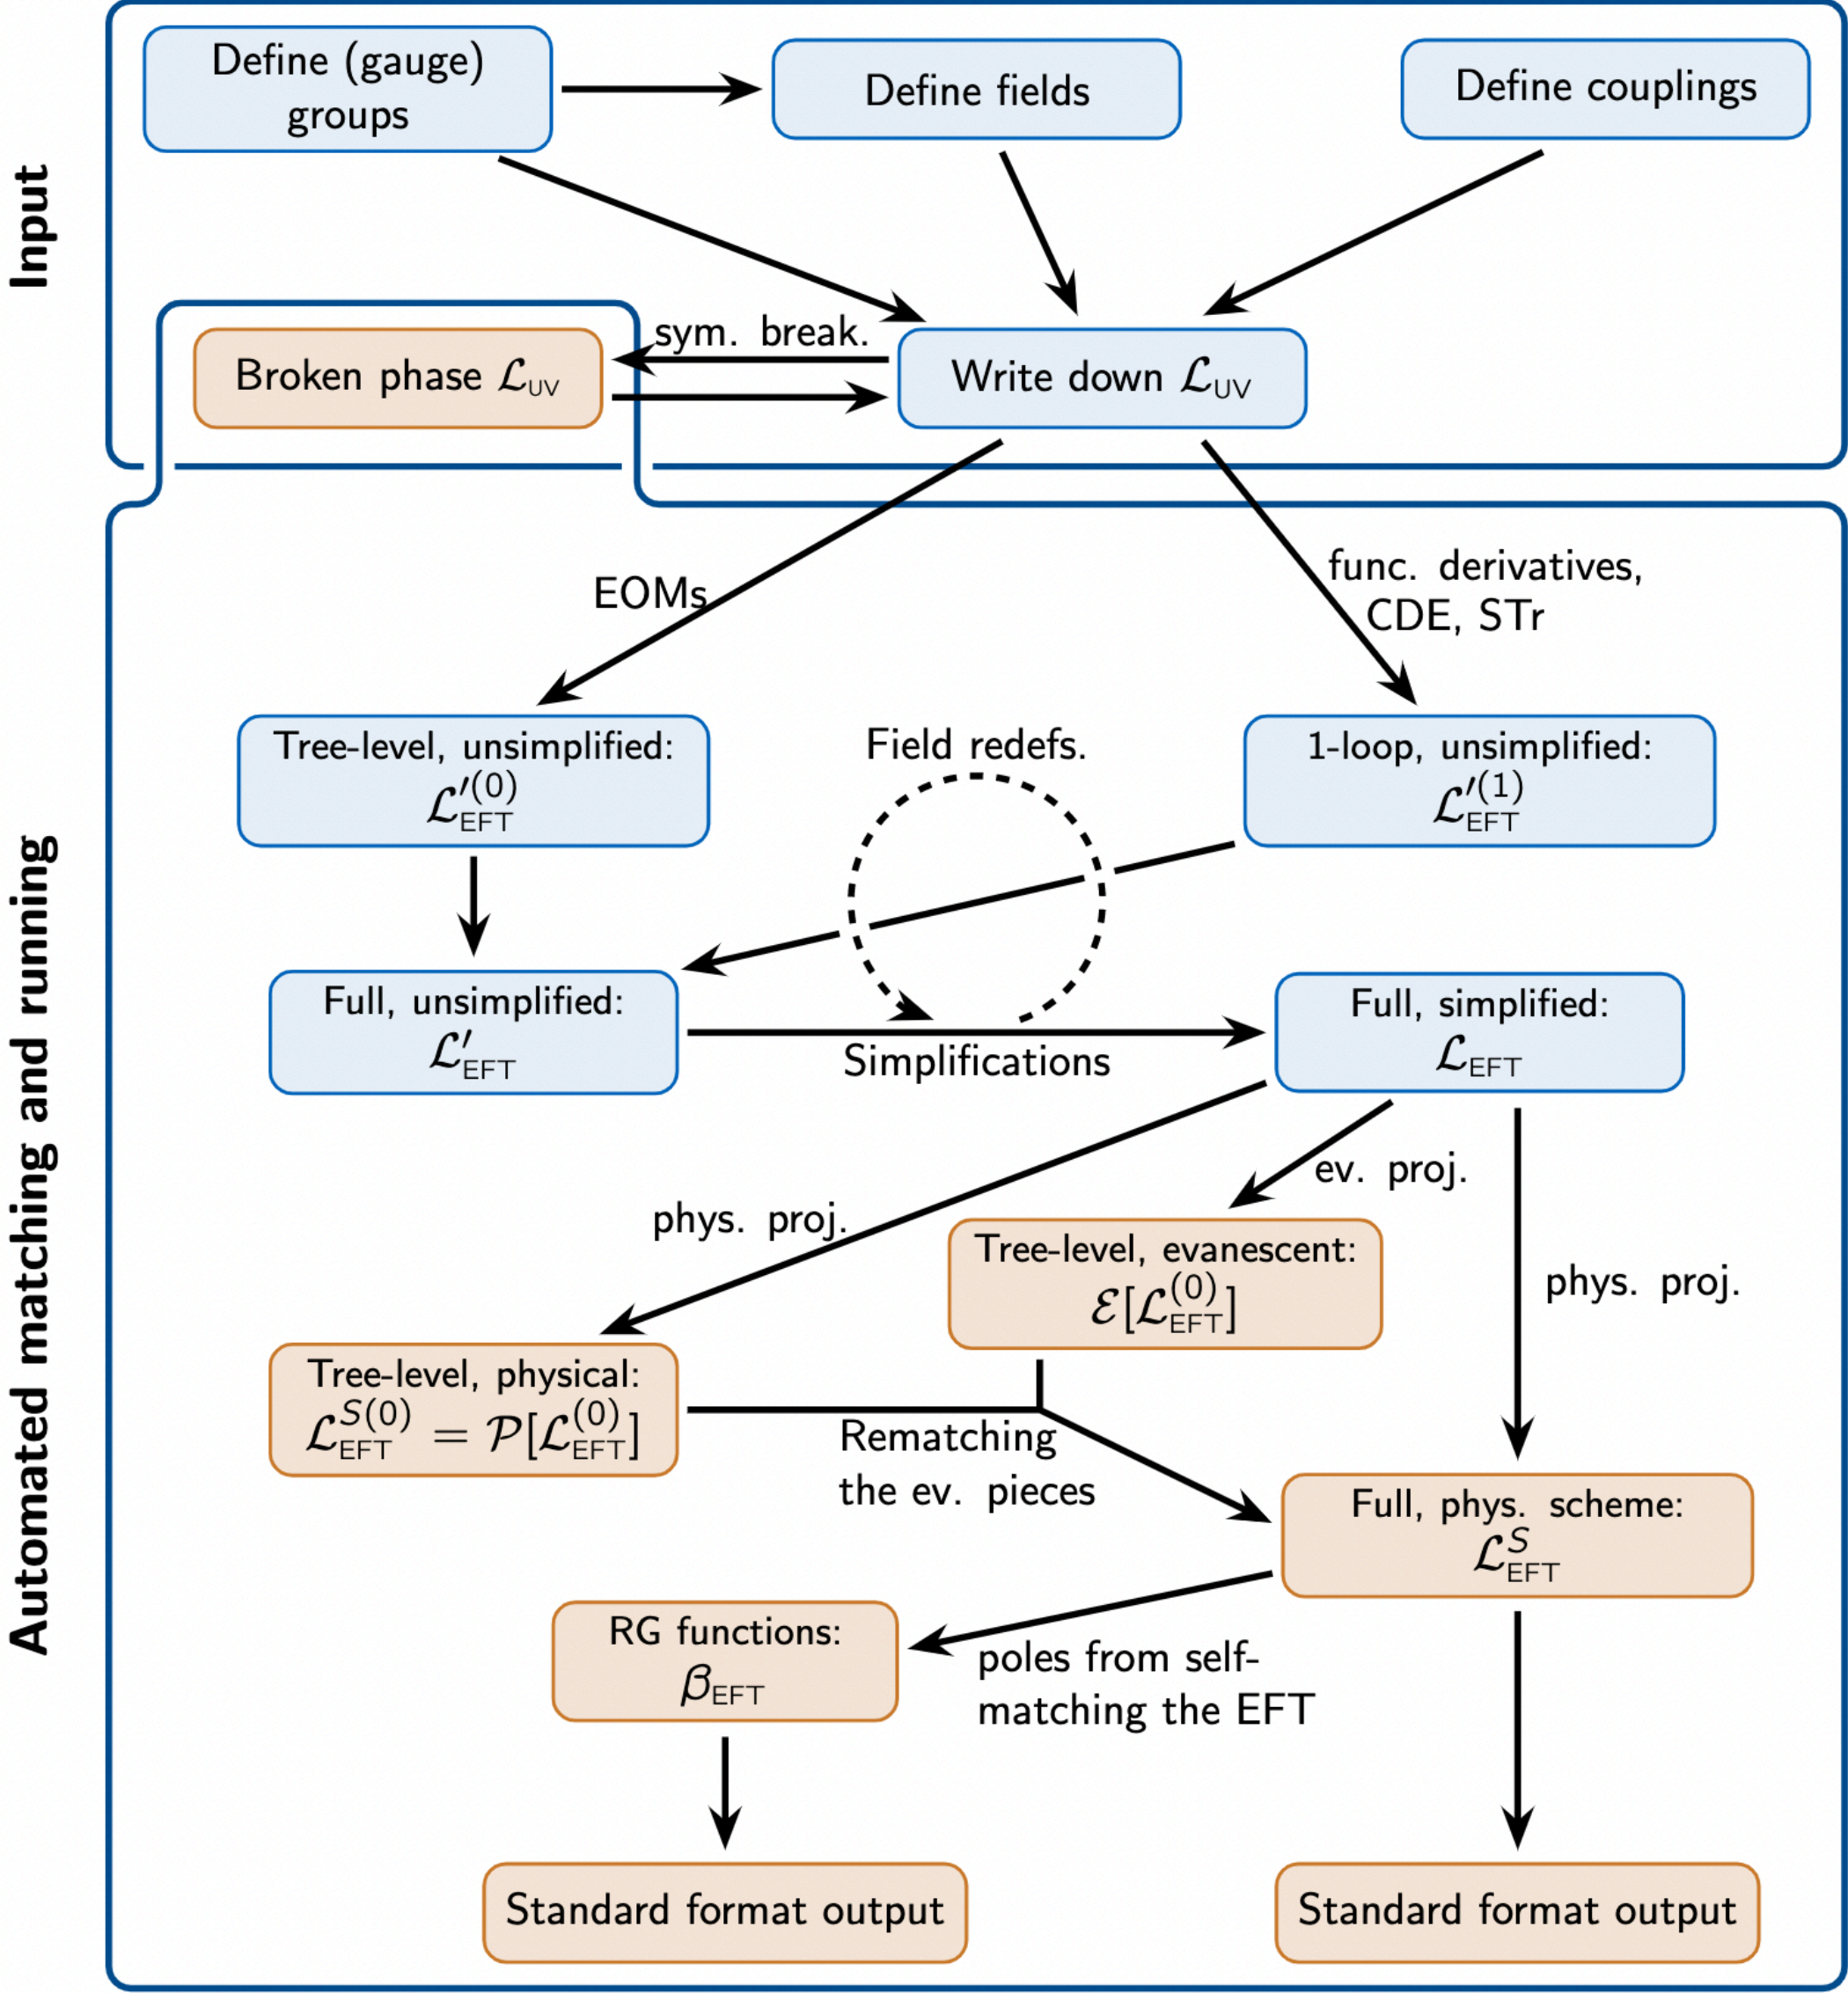 Input
Define (gauge)
groups
Define fields
Define couplings
sym. break.
Broken phase ℒ_UV
Write down ℒ_UV
Automated matching and running
EOMs
func. derivatives,
CDE, STr
Tree-level, unsimplified:
ℒ′_EFT^(0)
Field redefs.
1-loop, unsimplified:
ℒ′_EFT^(1)
Full, unsimplified:
ℒ′_EFT
Simplifications
Full, simplified:
ℒ_EFT
phys. proj.
ev. proj.
phys. proj.
Tree-level, evanescent:
ℰ[ℒ_EFT^(0)]
Tree-level, physical:
ℒ_EFT^S(0) = 𝒫[ℒ_EFT^(0)]
Rematching
the ev. pieces
Full, phys. scheme:
ℒ_EFT^S
RG functions:
β_EFT
poles from self-
matching the EFT
Standard format output
Standard format output